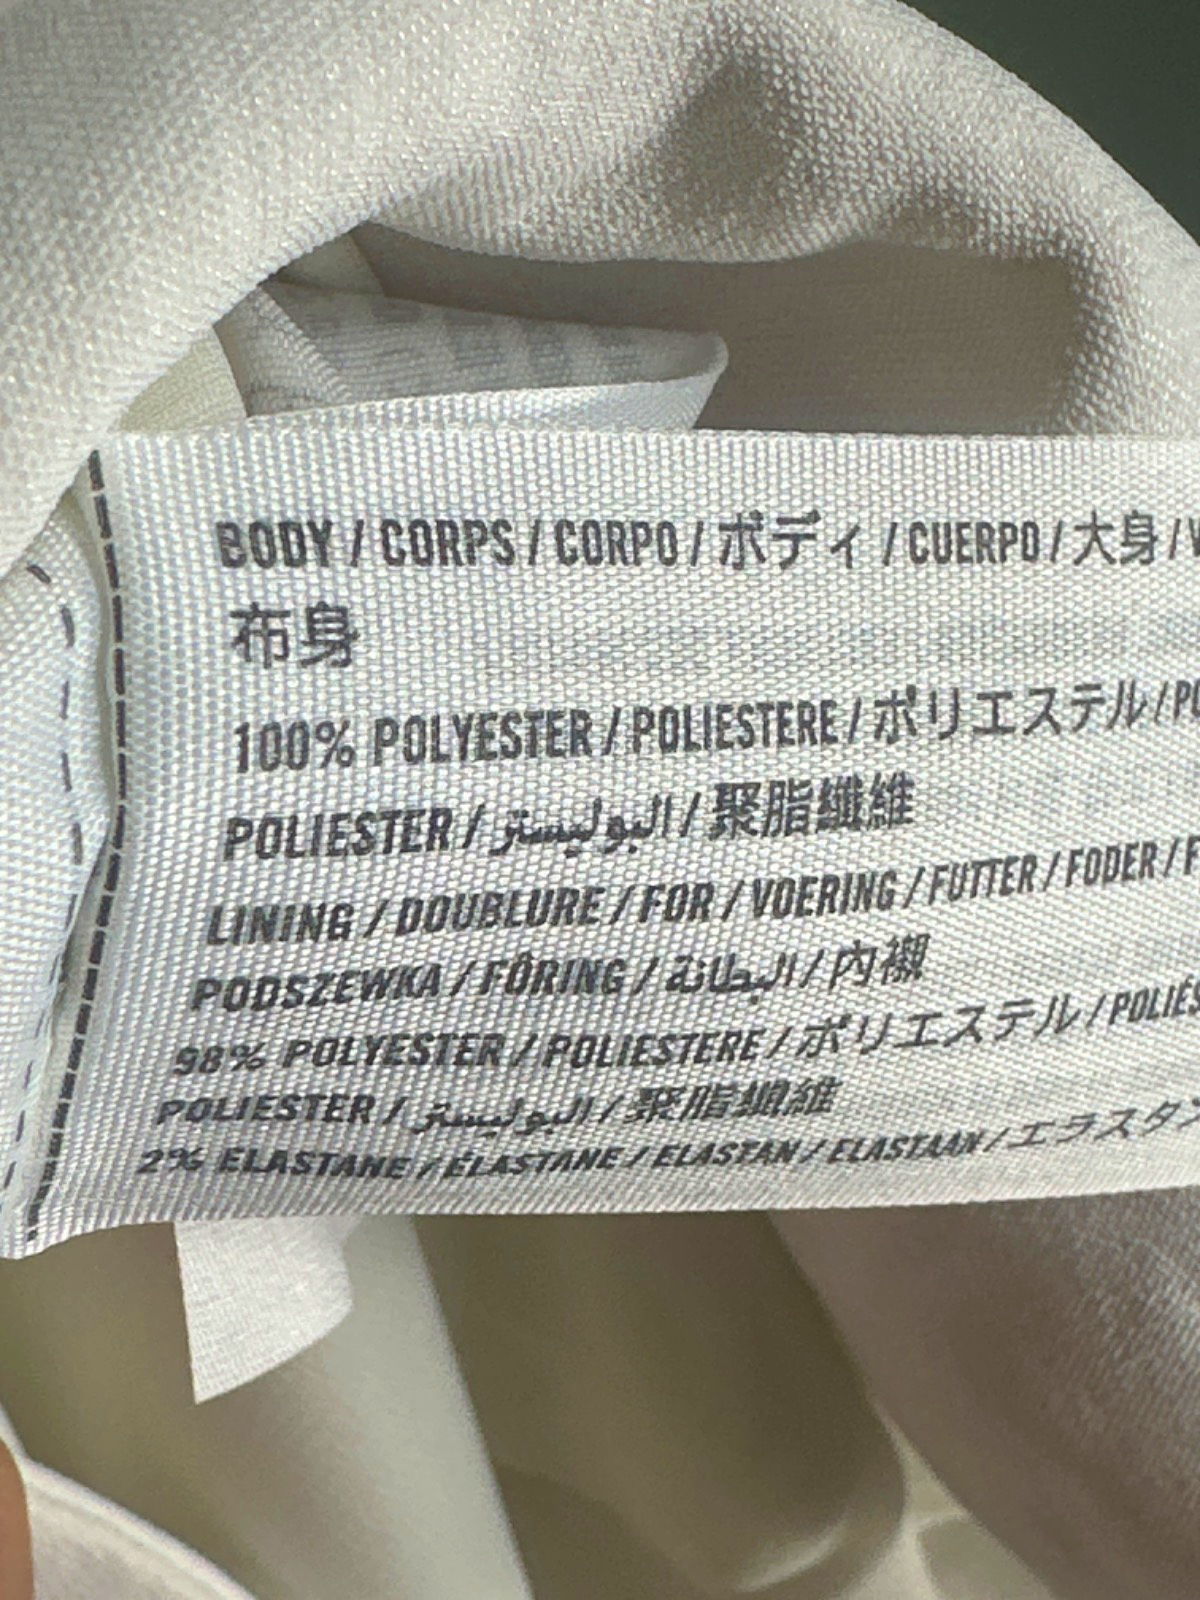 BODY / CORPS / CORPO / ボディ / CUERPO / 大身 /
布身
100% POLYESTER / POLIESTERE / ポリエステル /
POLIESTER / البوليستر / 聚脂纖維
LINING / DOUBLURE / FOR / VOERING / FUTTER / FODER /
PODSZEWKA / FÖRING / البطانة / 內襯
98% POLYESTER / POLIESTERE / ポリエステル /
POLIESTER / البوليستر / 聚脂纖維
2% ELASTANE / ÉLASTANNE / ELASTAN / ELASTAAN /